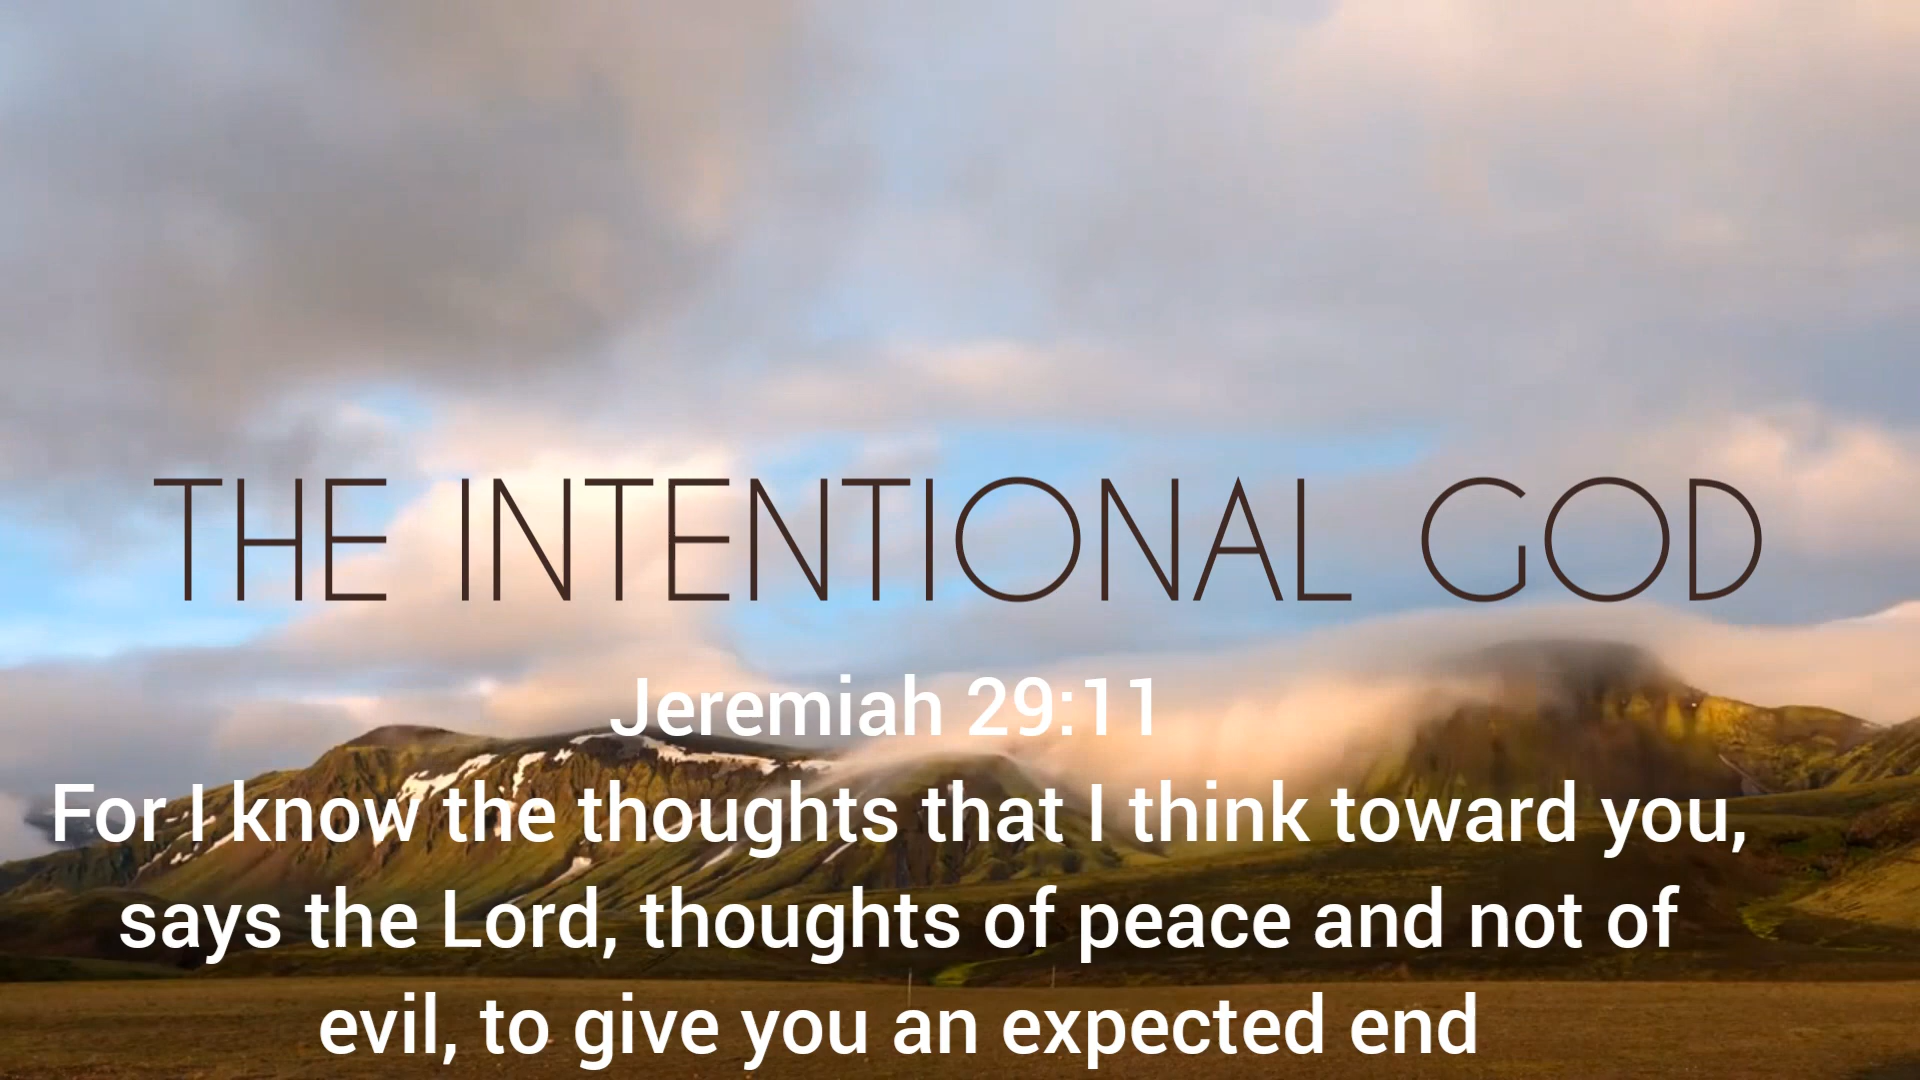 THE INTENTIONAL GOD
Jeremiah 29:11
For I know the thoughts that I think toward you,
says the Lord, thoughts of peace and not of
evil, to give you an expected end